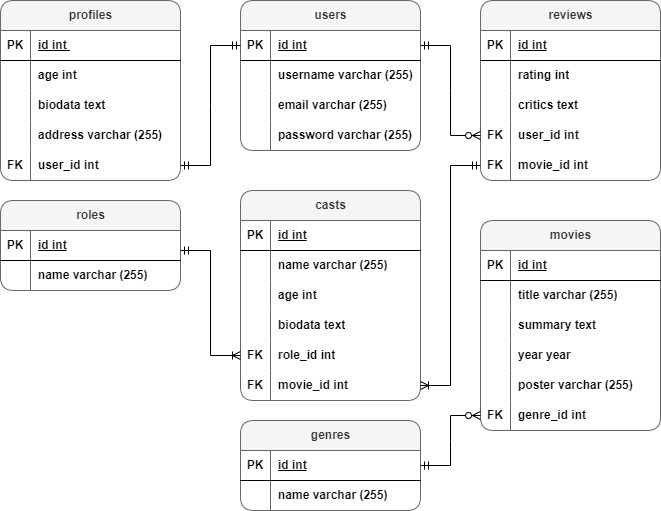 profiles
PK id int
age int
biodata text
address varchar (255)
FK user_id int
users
PK id int
username varchar (255)
email varchar (255)
password varchar (255)
reviews
PK id int
rating int
critics text
FK user_id int
FK movie_id int
roles
PK id int
name varchar (255)
casts
PK id int
name varchar (255)
age int
biodata text
FK role_id int
FK movie_id int
movies
PK id int
title varchar (255)
summary text
year year
poster varchar (255)
FK genre_id int
genres
PK id int
name varchar (255)